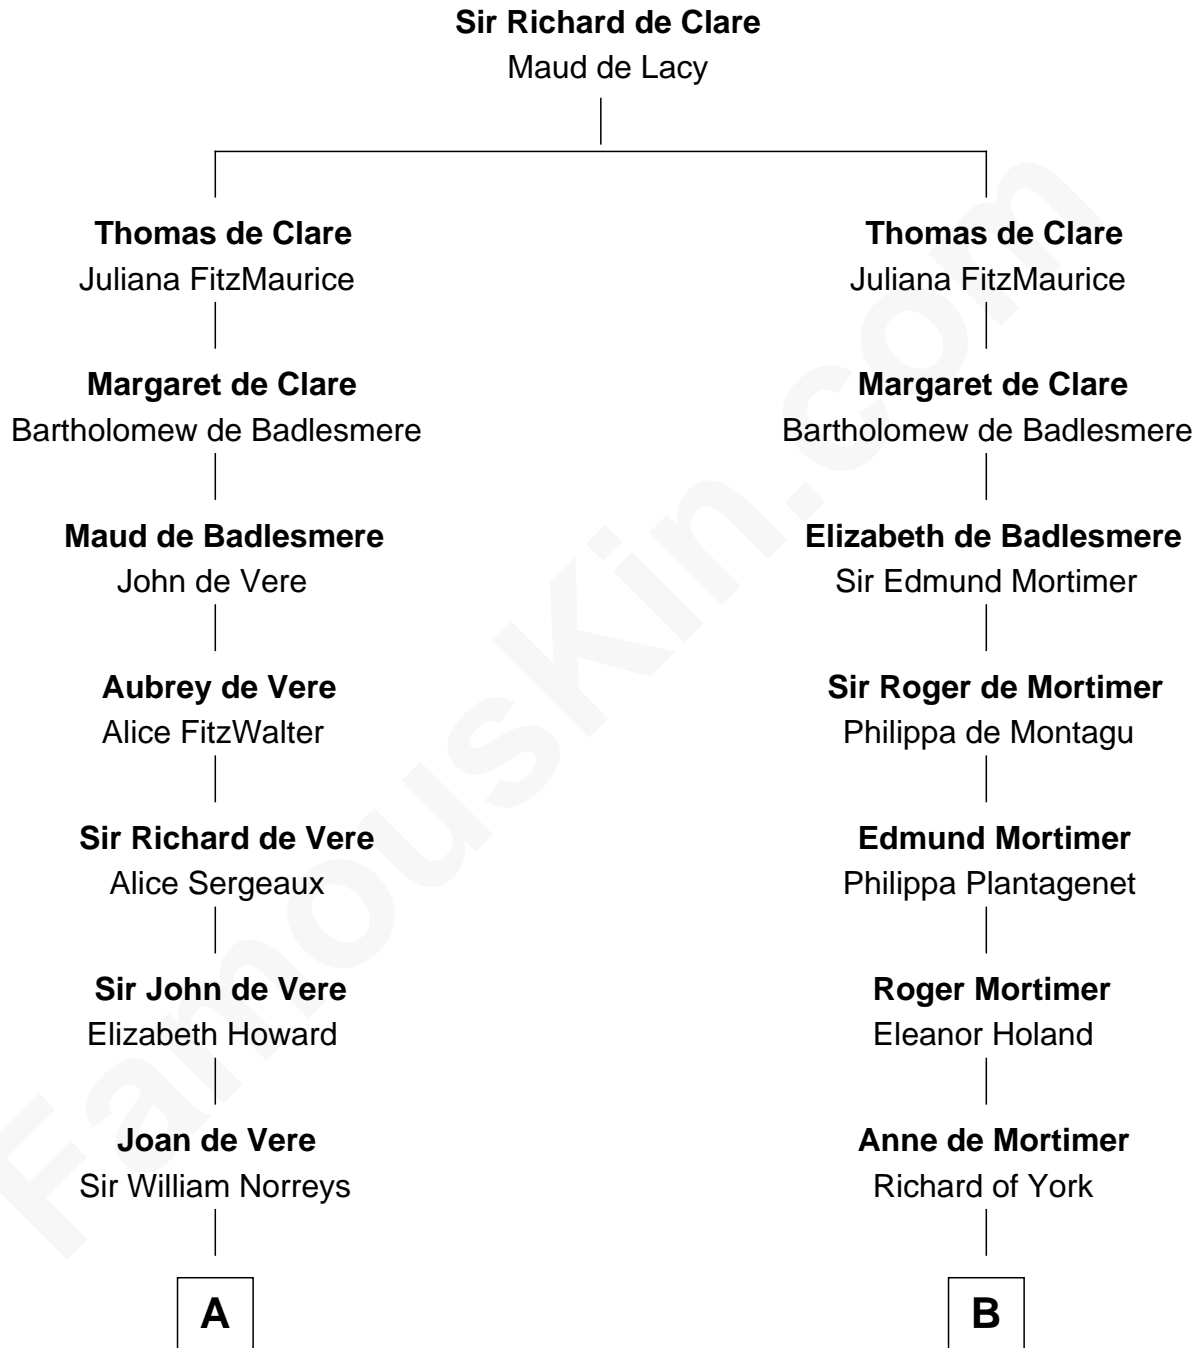 Sir Richard de Clare
Maud de Lacy
Thomas de Clare
Juliana FitzMaurice
Margaret de Clare
Bartholomew de Badlesmere
Maud de Badlesmere
John de Vere
Aubrey de Vere
Alice FitzWalter
Sir Richard de Vere
Alice Sergeaux
Sir John de Vere
Elizabeth Howard
Joan de Vere
Sir William Norreys
A
Thomas de Clare
Juliana FitzMaurice
Margaret de Clare
Bartholomew de Badlesmere
Elizabeth de Badlesmere
Sir Edmund Mortimer
Sir Roger de Mortimer
Philippa de Montagu
Edmund Mortimer
Philippa Plantagenet
Roger Mortimer
Eleanor Holand
Anne de Mortimer
Richard of York
B
FamousKin.com